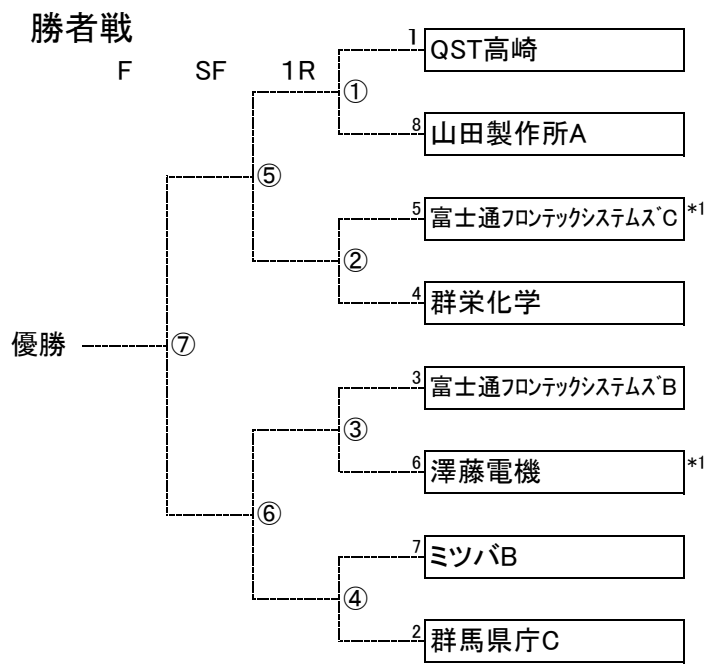 勝者戦
F SF 1R
1 QST高崎
①
8 山田製作所A
⑤
5 富士通ﾌﾛﾝﾃｯｸｼｽﾃﾑｽﾞC *1
②
4 群栄化学
優勝 ⑦
3 富士通ﾌﾛﾝﾃｯｸｼｽﾃﾑｽﾞB
③
6 澤藤電機 *1
⑥
7 ミツバB
④
2 群馬県庁C